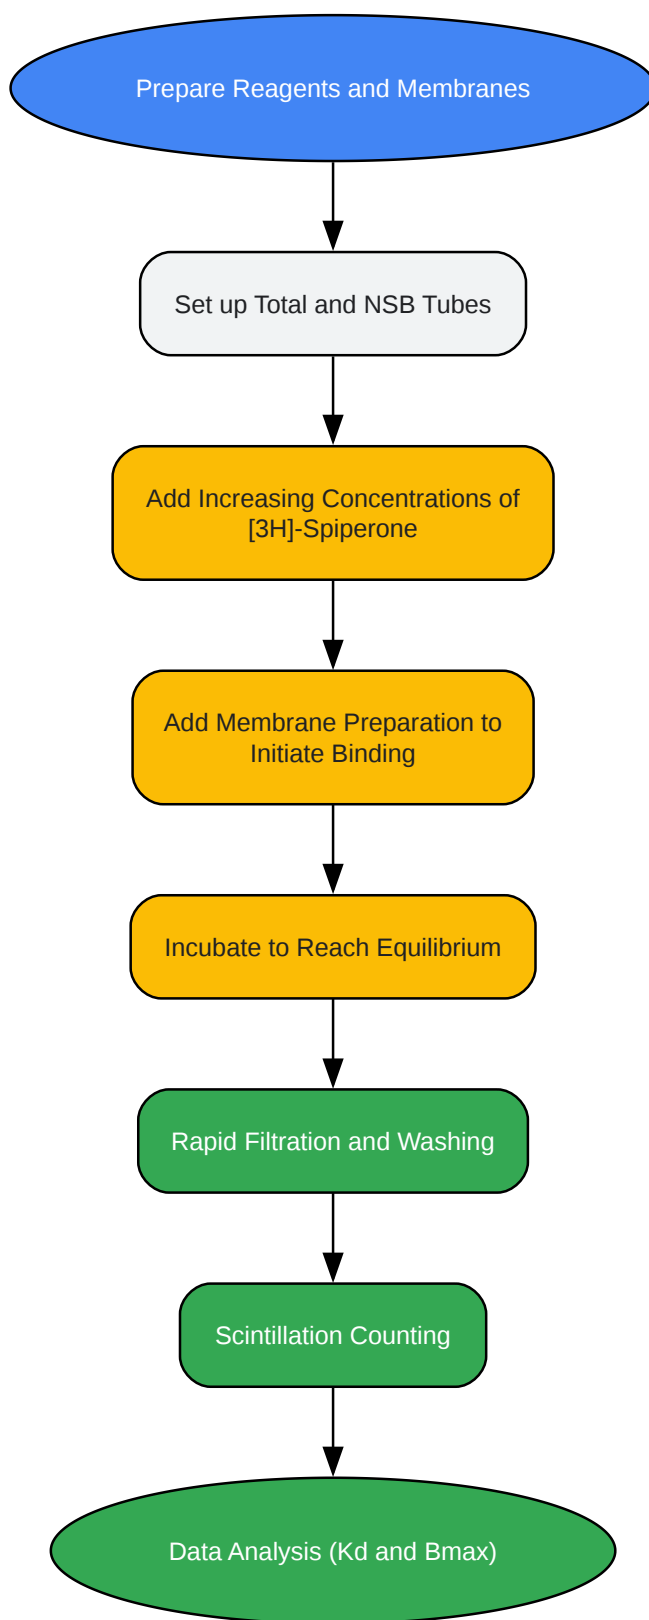 Prepare Reagents and Membranes
Set up Total and NSB Tubes
Add Increasing Concentrations of
[3H]-Spiperone
Add Membrane Preparation to
Initiate Binding
Incubate to Reach Equilibrium
Rapid Filtration and Washing
Scintillation Counting
Data Analysis (Kd and Bmax)